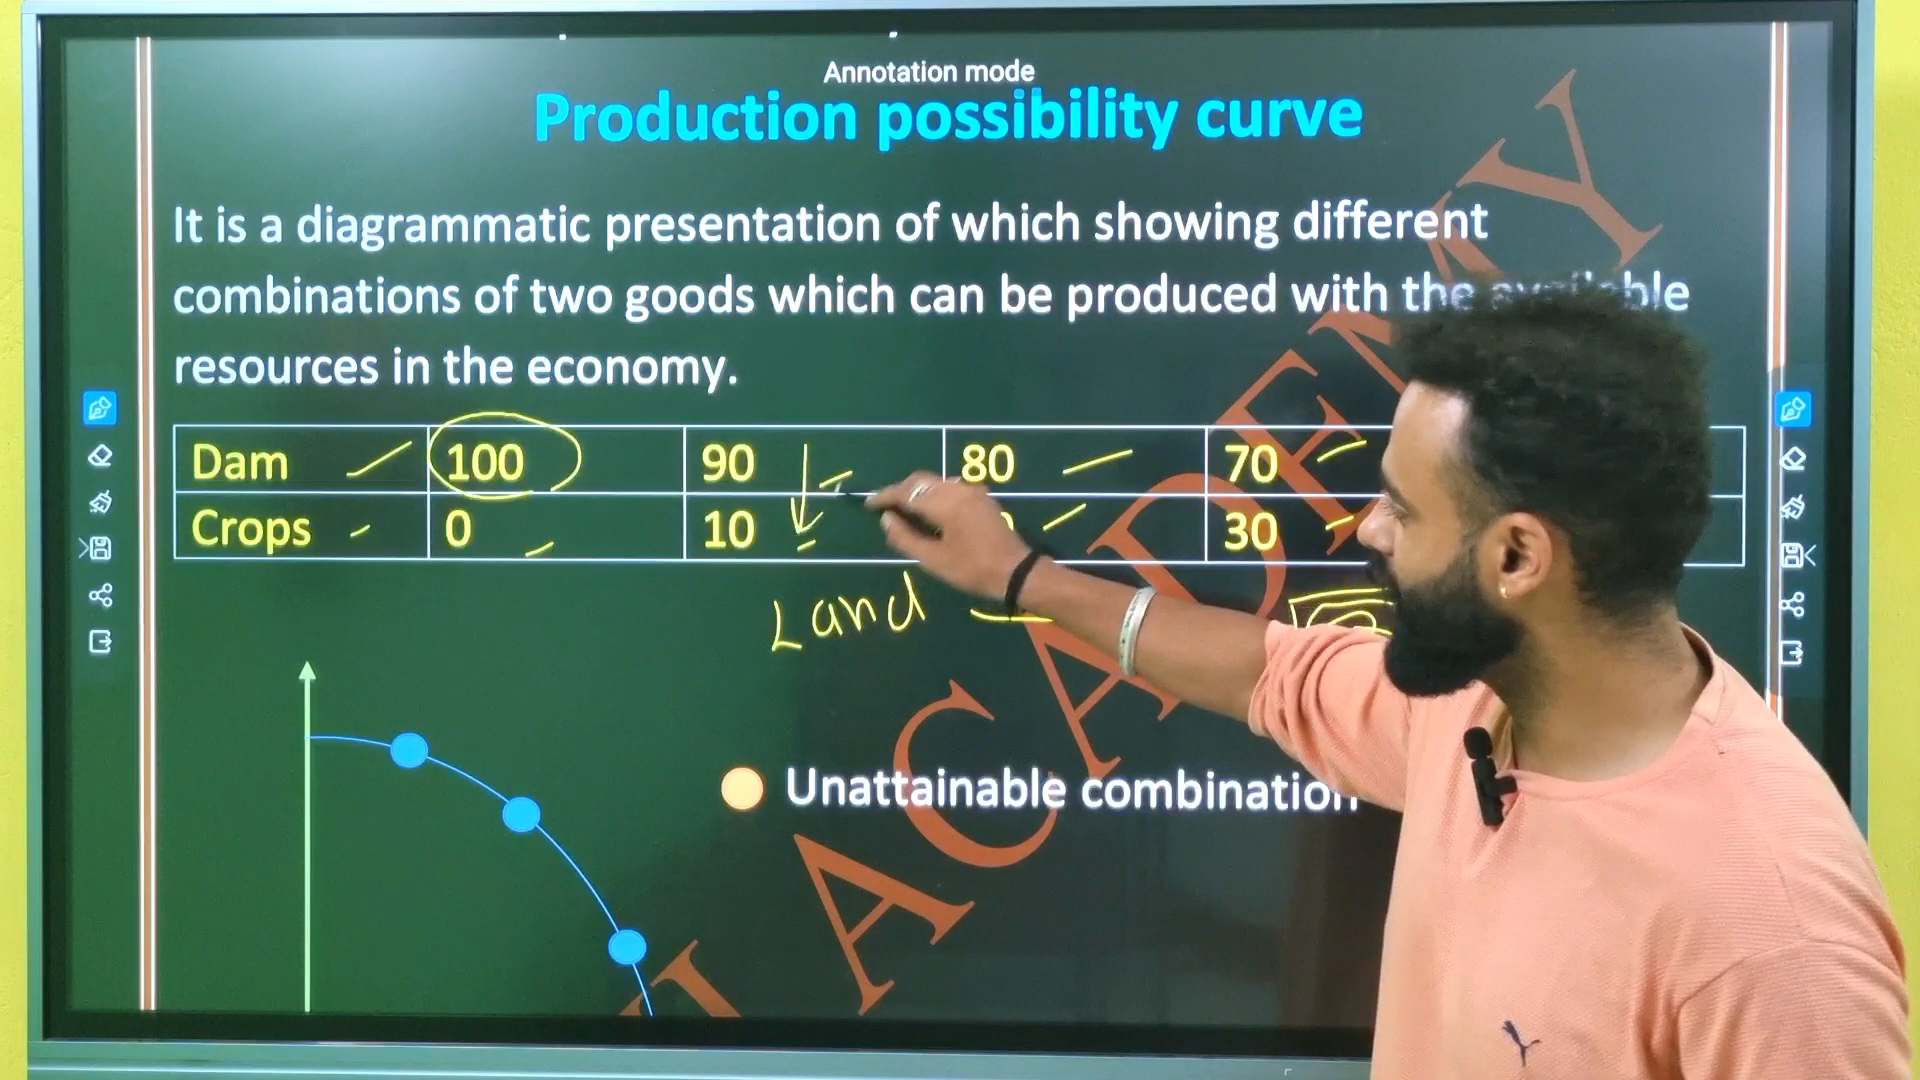 Annotation mode
Production possibility curve
It is a diagrammatic presentation of which showing different
combinations of two goods which can be produced with the available
resources in the economy.
Dam 100 90 80 70
Crops 0 10 30
Land
Unattainable combination
ACADEMY